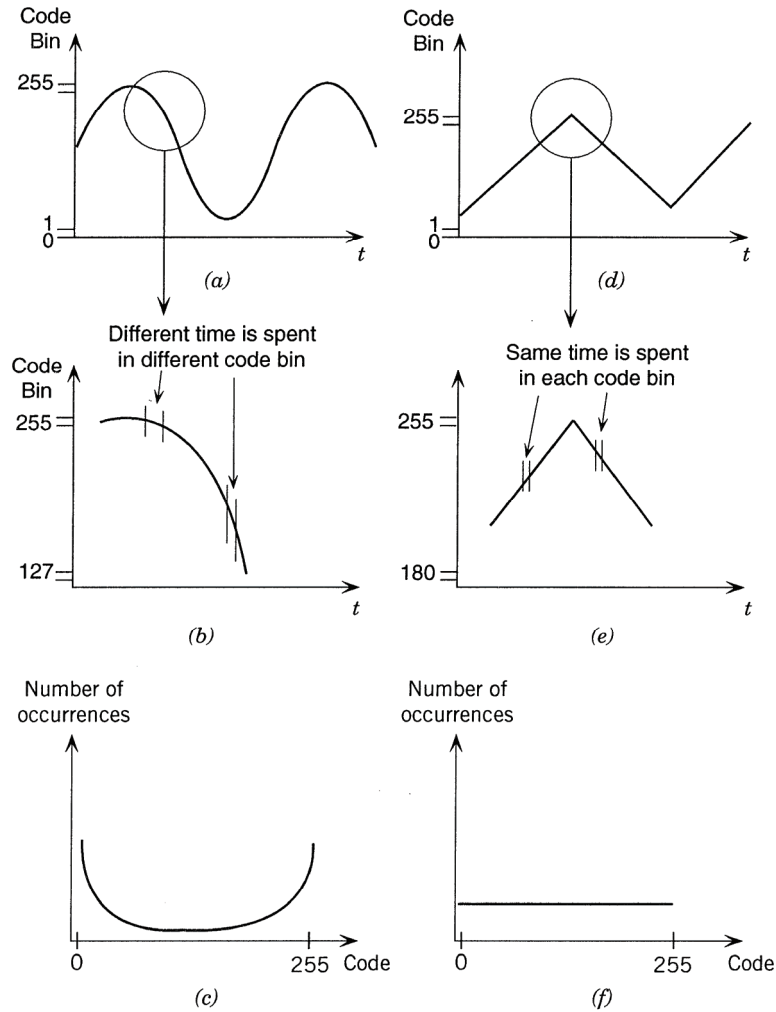 Code
Bin
255
1
0
t
(a)
Code
Bin
255
1
0
t
(d)
Different time is spent
in different code bin
Code
Bin
255
127
t
(b)
Same time is spent
in each code bin
255
180
t
(e)
Number of
occurrences
0
255
Code
(c)
Number of
occurrences
0
255
Code
(f)